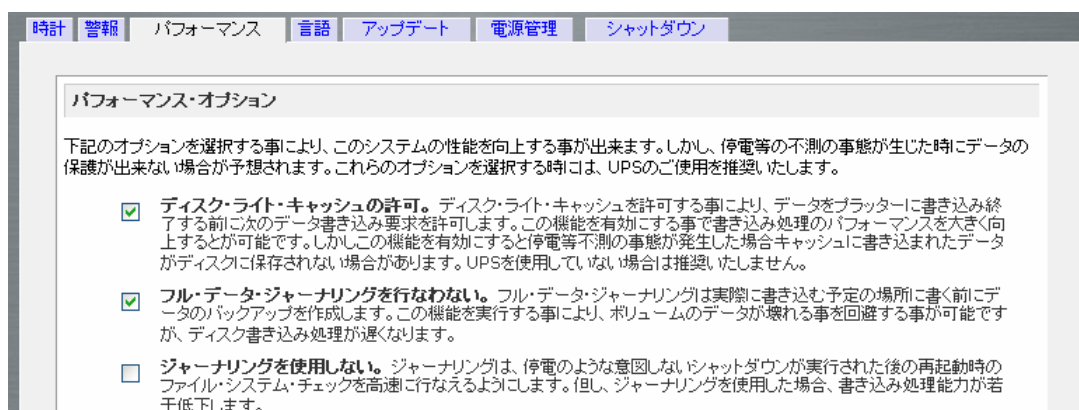 時計 警報 パフォーマンス 言語 アップデート 電源管理 シャットダウン
パフォーマンス・オプション
下記のオプションを選択する事により、このシステムの性能を向上する事が出来ます。しかし、停電等の不測の事態が生じた時にデータの
保護が出来ない場合が予想されます。これらのオプションを選択する時には、UPSのご使用を推奨いたします。
ディスク・ライト・キャッシュの許可。ディスク・ライト・キャッシュを許可する事により、データをプラッターに書き込み終
了する前に次のデータ書き込み要求を許可します。この機能を有効にする事で書き込み処理のパフォーマンスを大きく向
上するとが可能です。しかしこの機能を有効にすると停電等不測の事態が発生した場合キャッシュに書き込まれたデータ
がディスクに保存されない場合があります。UPSを使用していない場合は推奨いたしません。
フル・データ・ジャーナリングを行なわない。フル・データ・ジャーナリングは実際に書き込む予定の場所に書く前にデ
ータのバックアップを作成します。この機能を実行する事により、ボリュームのデータが壊れる事を回避する事が可能です
が、ディスク書き込み処理が遅くなります。
ジャーナリングを使用しない。ジャーナリングは、停電のような意図しないシャットダウンが実行された後の再起動時の
ファイル・システム・チェックを高速に行なえるようにします。但し、ジャーナリングを使用した場合、書き込み処理能力が若
干低下します。